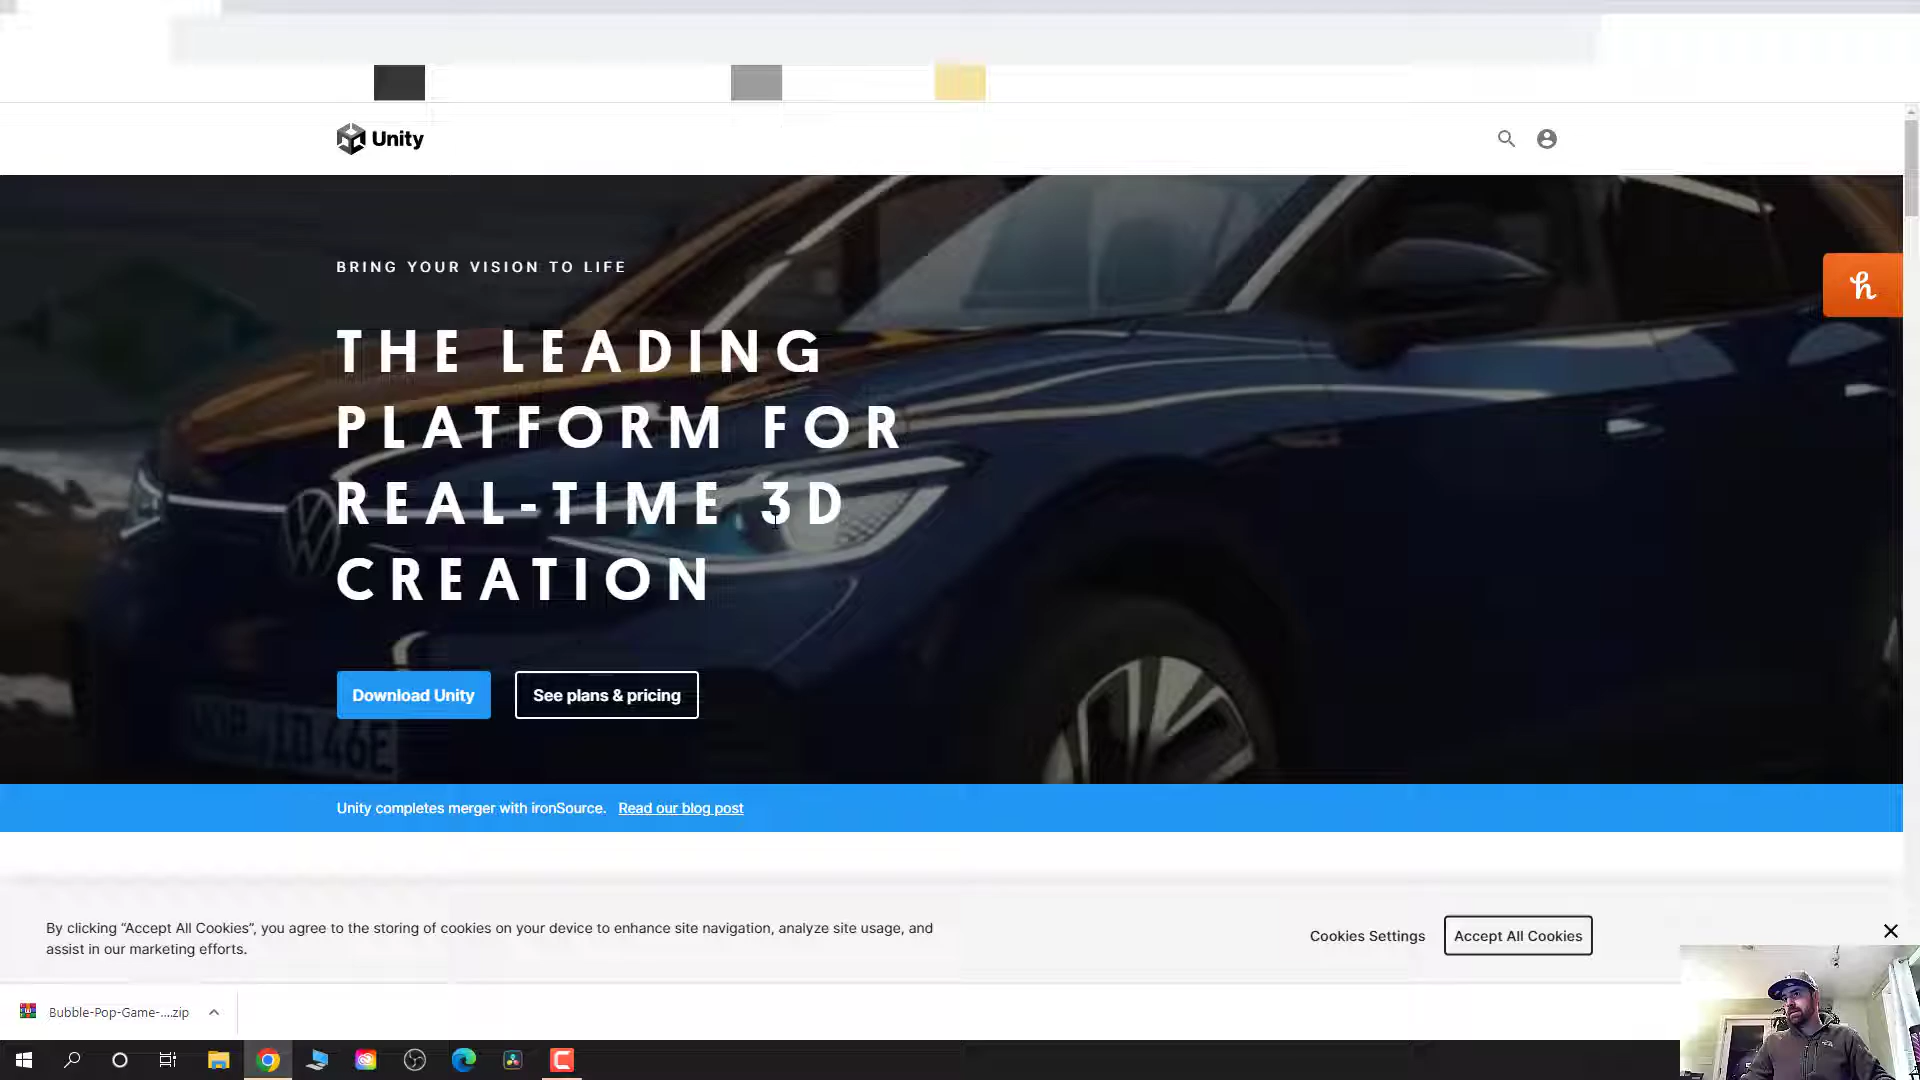 Unity
BRING YOUR VISION TO LIFE
THE LEADING
PLATFORM FOR
REAL-TIME 3D
CREATION
Download Unity
See plans & pricing
Unity completes merger with ironSource. Read our blog post
By clicking “Accept All Cookies”, you agree to the storing of cookies on your device to enhance site navigation, analyze site usage, and
assist in our marketing efforts.
Cookies Settings
Accept All Cookies
Bubble-Pop-Game-....zip